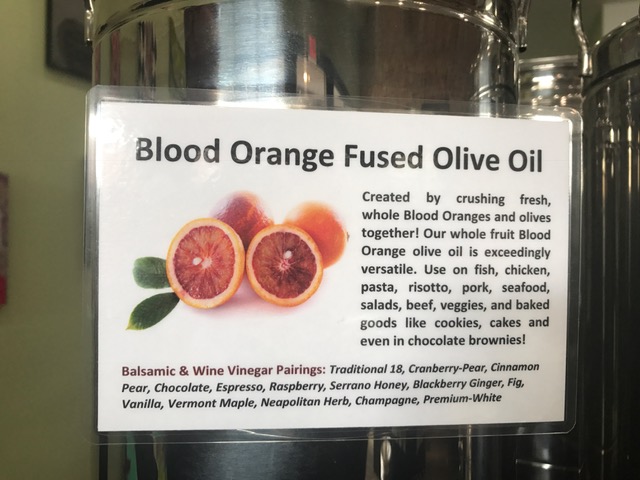 Blood Orange Fused Olive Oil
Created by crushing fresh,
whole Blood Oranges and olives
together! Our whole fruit Blood
Orange olive oil is exceedingly
versatile. Use on fish, chicken,
pasta, risotto, pork, seafood,
salads, beef, veggies, and baked
goods like cookies, cakes and
even in chocolate brownies!
Balsamic & Wine Vinegar Pairings: Traditional 18, Cranberry-Pear, Cinnamon
Pear, Chocolate, Espresso, Raspberry, Serrano Honey, Blackberry Ginger, Fig,
Vanilla, Vermont Maple, Neapolitan Herb, Champagne, Premium-White